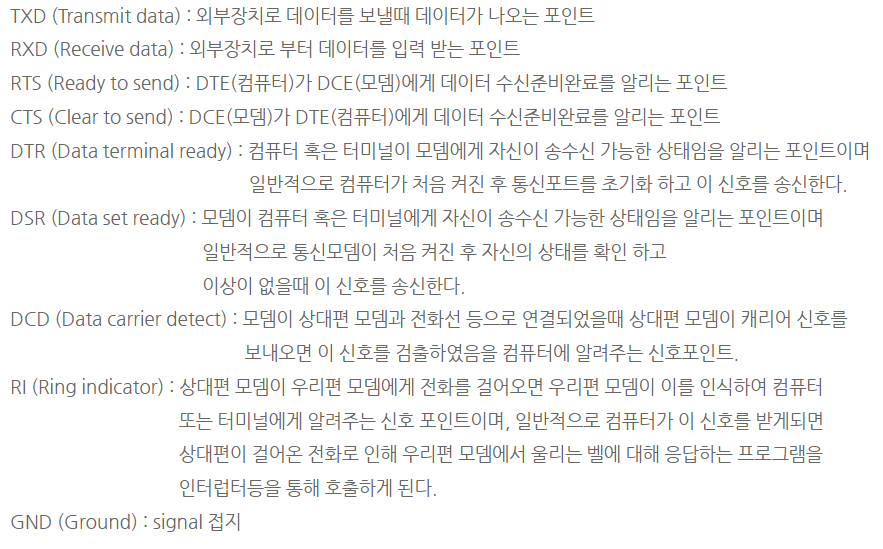 TXD (Transmit data) : 외부장치로 데이터를 보낼때 데이터가 나오는 포인트
RXD (Receive data) : 외부장치로 부터 데이터를 입력 받는 포인트
RTS (Ready to send) : DTE(컴퓨터)가 DCE(모뎀)에게 데이터 수신준비완료를 알리는 포인트
CTS (Clear to send) : DCE(모뎀)가 DTE(컴퓨터)에게 데이터 수신준비완료를 알리는 포인트
DTR (Data terminal ready) : 컴퓨터 혹은 터미널이 모뎀에게 자신이 송수신 가능한 상태임을 알리는 포인트이며
일반적으로 컴퓨터가 처음 켜진 후 통신포트를 초기화 하고 이 신호를 송신한다.
DSR (Data set ready) : 모뎀이 컴퓨터 혹은 터미널에게 자신이 송수신 가능한 상태임을 알리는 포인트이며
일반적으로 통신모뎀이 처음 켜진 후 자신의 상태를 확인 하고
이상이 없을때 이 신호를 송신한다.
DCD (Data carrier detect) : 모뎀이 상대편 모뎀과 전화선 등으로 연결되었을때 상대편 모뎀이 캐리어 신호를
보내오면 이 신호를 검출하였음을 컴퓨터에 알려주는 신호포인트.
RI (Ring indicator) : 상대편 모뎀이 우리편 모뎀에게 전화를 걸어오면 우리편 모뎀이 이를 인식하여 컴퓨터
또는 터미널에게 알려주는 신호 포인트이며, 일반적으로 컴퓨터가 이 신호를 받게되면
상대편이 걸어온 전화로 인해 우리편 모뎀에서 울리는 벨에 대해 응답하는 프로그램을
인터럽터등을 통해 호출하게 된다.
GND (Ground) : signal 접지